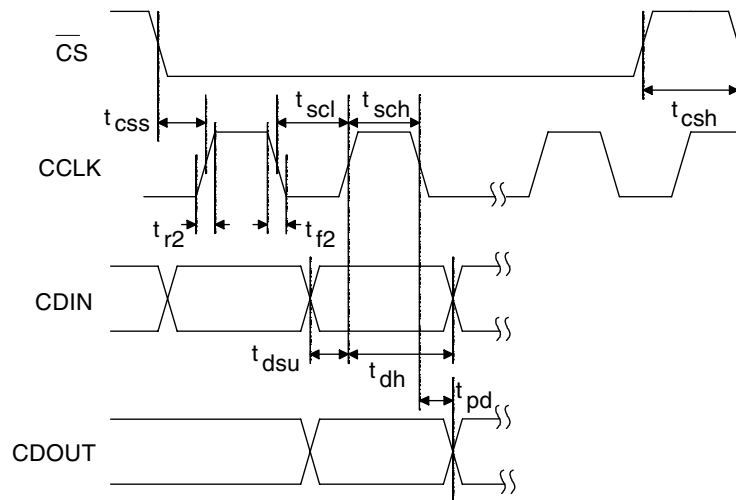 CS
t css
t scl
t sch
t csh
CCLK
t r2
t f2
CDIN
t dsu
t dh
t pd
CDOUT